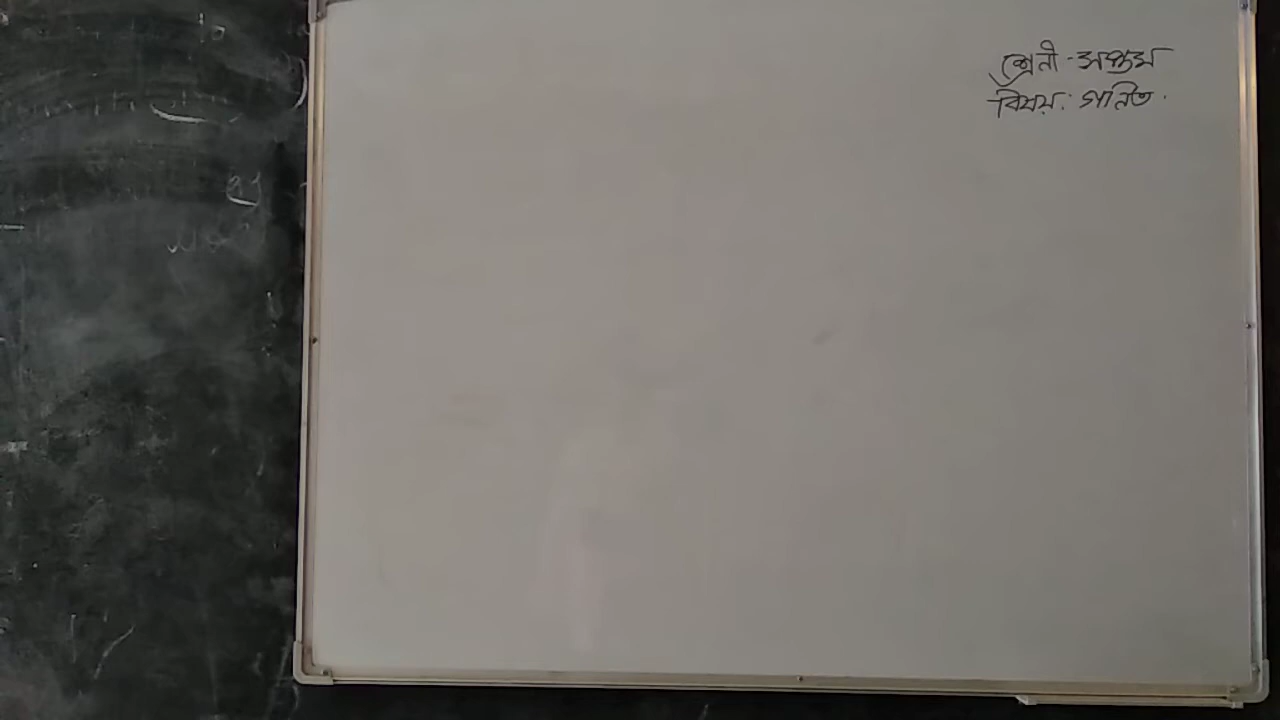 শ্রেনী - সপ্তম
বিষয়: গনিত.